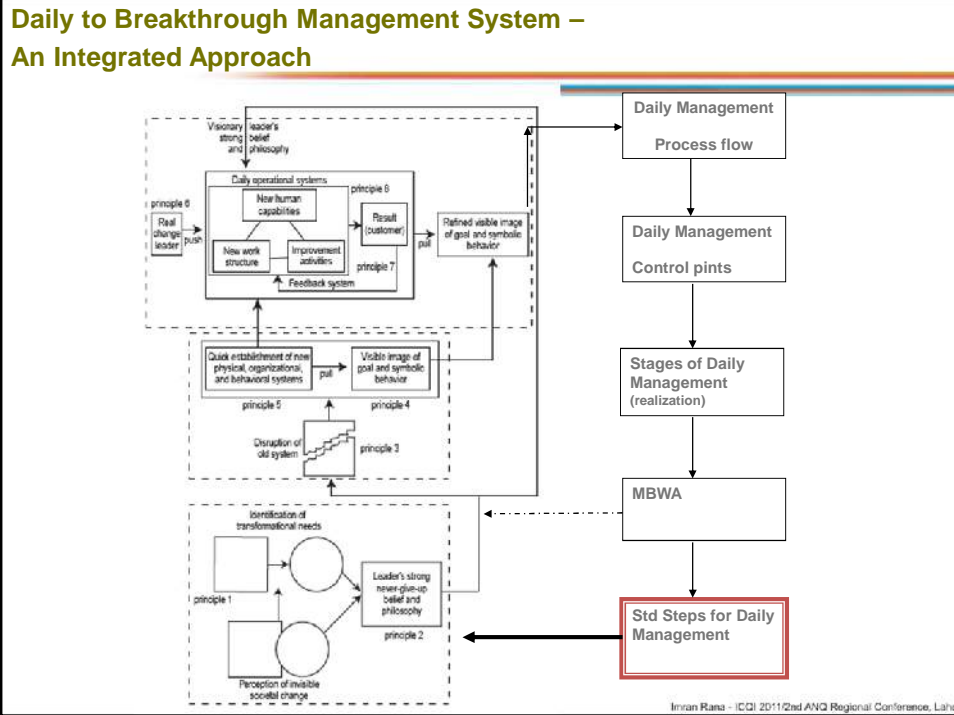 Daily to Breakthrough Management System –
An Integrated Approach
Visionary leader's
strong belief
and philosophy
Daily operational systems
principle 8
New human
capabilities
principle 6
Real
change
leader
push
Result
(customer)
pull
Refined visible image
of goal and symbolic
behavior
New work
structure
Improvement
activities
principle 7
Feedback system
Quick establishment of new
physical, organizational,
and behavioral systems
pull
Visible image of
goal and symbolic
behavior
principle 5
principle 4
Disruption of
old system
principle 3
Identification of
transformational needs
principle 1
Leader's strong
never-give-up
belief and
philosophy
principle 2
Perception of invisible
societal change
Daily Management
Process flow
Daily Management
Control pints
Stages of Daily
Management
(realization)
MBWA
Std Steps for Daily
Management
Imran Rana - ICQI 2011/2nd ANQ Regional Conference,